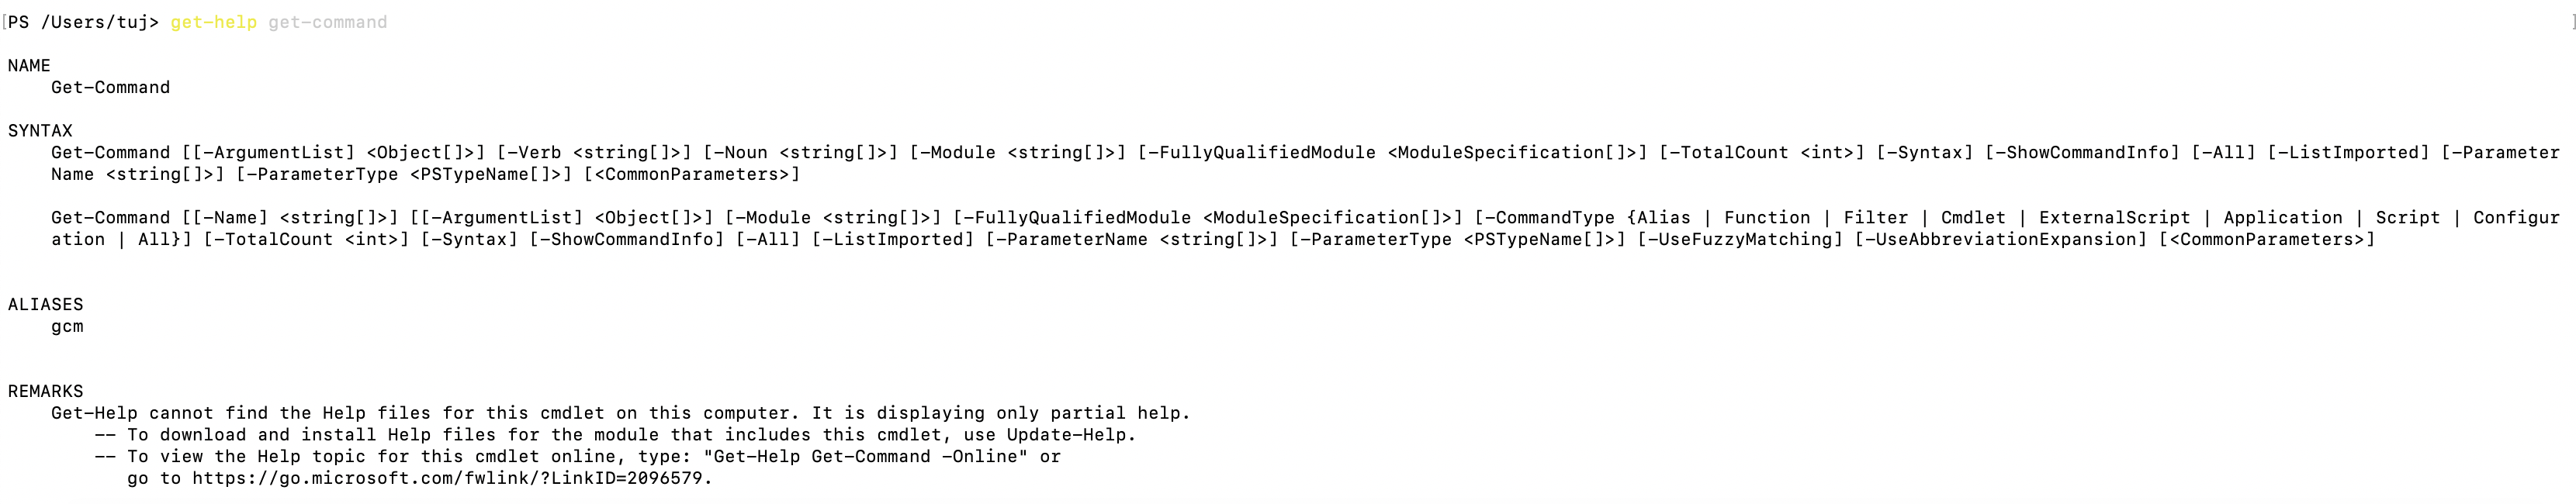 [PS /Users/tuj> get-help get-command ]
NAME
Get-Command
SYNTAX
Get-Command [[-ArgumentList] <Object[]>] [-Verb <string[]>] [-Noun <string[]>] [-Module <string[]>] [-FullyQualifiedModule <ModuleSpecification[]>] [-TotalCount <int>] [-Syntax] [-ShowCommandInfo] [-All] [-ListImported] [-Parameter
Name <string[]>] [-ParameterType <PSTypeName[]>] [<CommonParameters>]
Get-Command [[-Name] <string[]>] [[-ArgumentList] <Object[]>] [-Module <string[]>] [-FullyQualifiedModule <ModuleSpecification[]>] [-CommandType {Alias | Function | Filter | Cmdlet | ExternalScript | Application | Script | Configur
ation | All}] [-TotalCount <int>] [-Syntax] [-ShowCommandInfo] [-All] [-ListImported] [-ParameterName <string[]>] [-ParameterType <PSTypeName[]>] [-UseFuzzyMatching] [-UseAbbreviationExpansion] [<CommonParameters>]
ALIASES
gcm
REMARKS
Get-Help cannot find the Help files for this cmdlet on this computer. It is displaying only partial help.
-- To download and install Help files for the module that includes this cmdlet, use Update-Help.
-- To view the Help topic for this cmdlet online, type: "Get-Help Get-Command -Online" or
go to https://go.microsoft.com/fwlink/?LinkID=2096579.